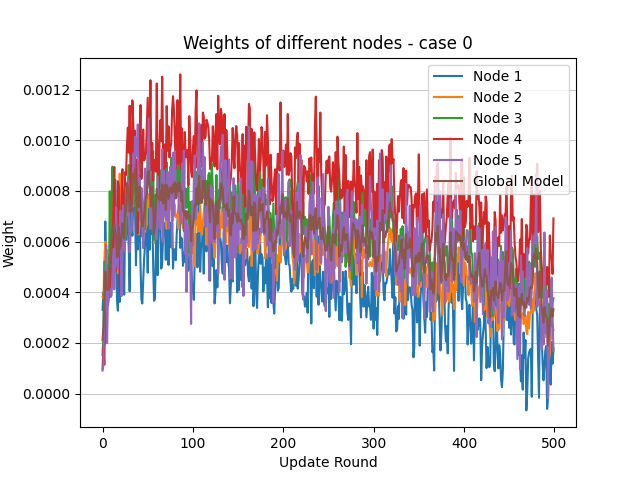 Weights of different nodes - case 0
Weight
0.0012
0.0010
0.0008
0.0006
0.0004
0.0002
0.0000
Node 1
Node 2
Node 3
Node 4
Node 5
Global Model
0
100
200
300
400
500
Update Round